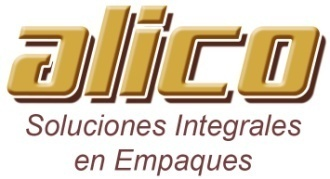 alico
Soluciones Integrales
en Empaques